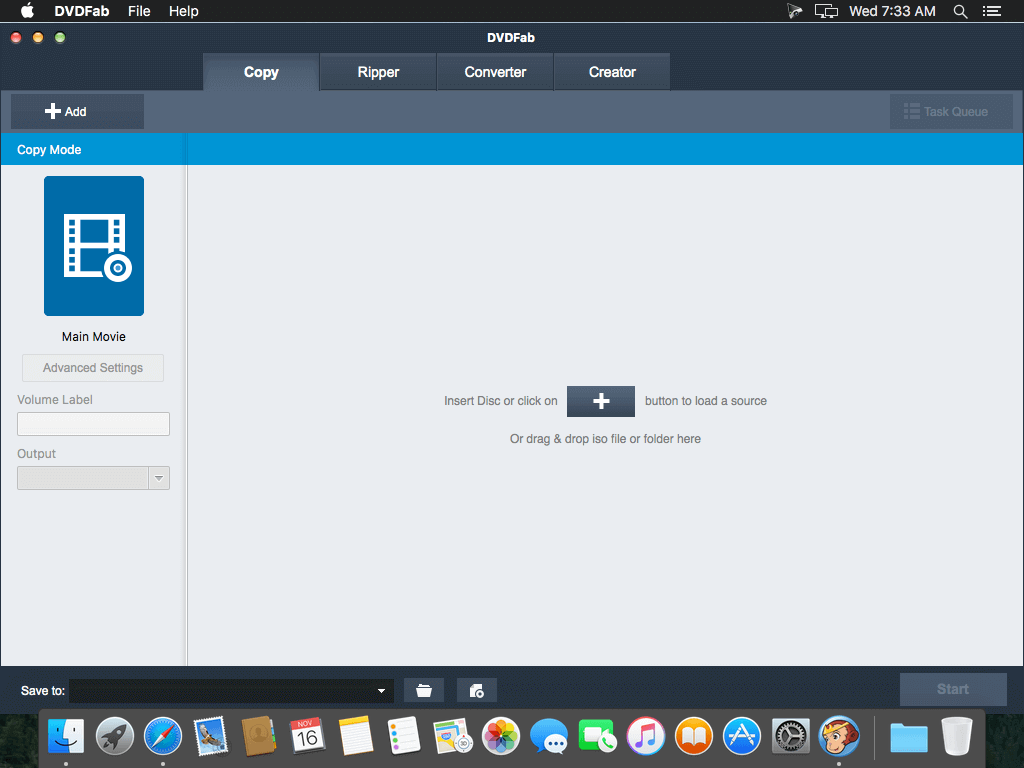 DVDFab File Help Wed 7:33 AM
DVDFab
Copy Ripper Converter Creator
Add Task Queue
Copy Mode
Main Movie
Advanced Settings
Volume Label
Insert Disc or click on button to load a source
Or drag & drop iso file or folder here
Output
Save to: Start
NOV
16